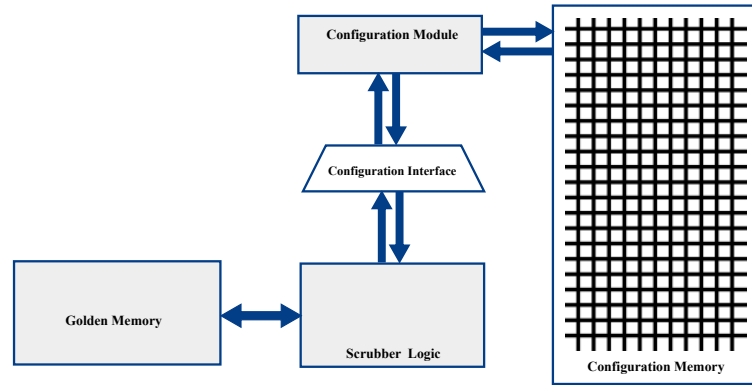 Configuration Module
Configuration Interface
Golden Memory
Scrubber Logic
Configuration Memory